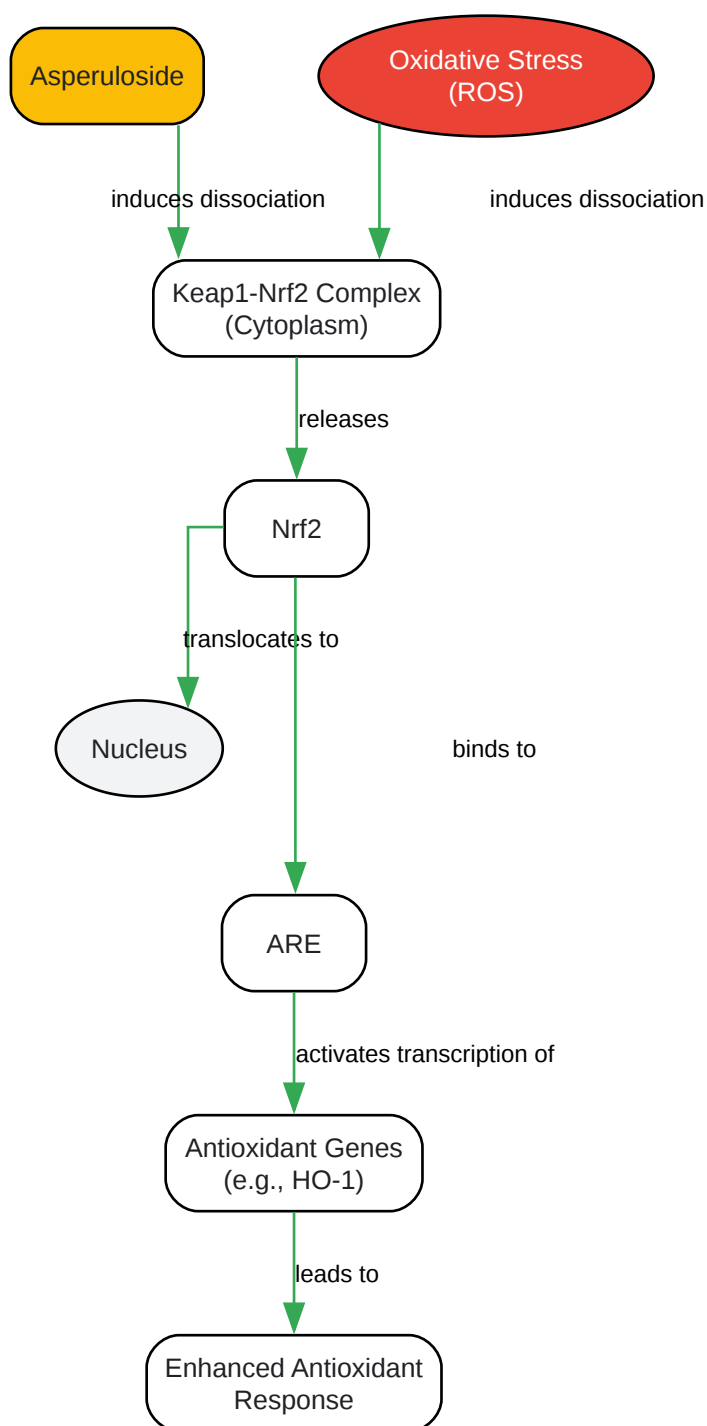 Asperuloside
Oxidative Stress
(ROS)
induces dissociation
induces dissociation
Keap1-Nrf2 Complex
(Cytoplasm)
releases
Nrf2
translocates to
Nucleus
binds to
ARE
activates transcription of
Antioxidant Genes
(e.g., HO-1)
leads to
Enhanced Antioxidant
Response